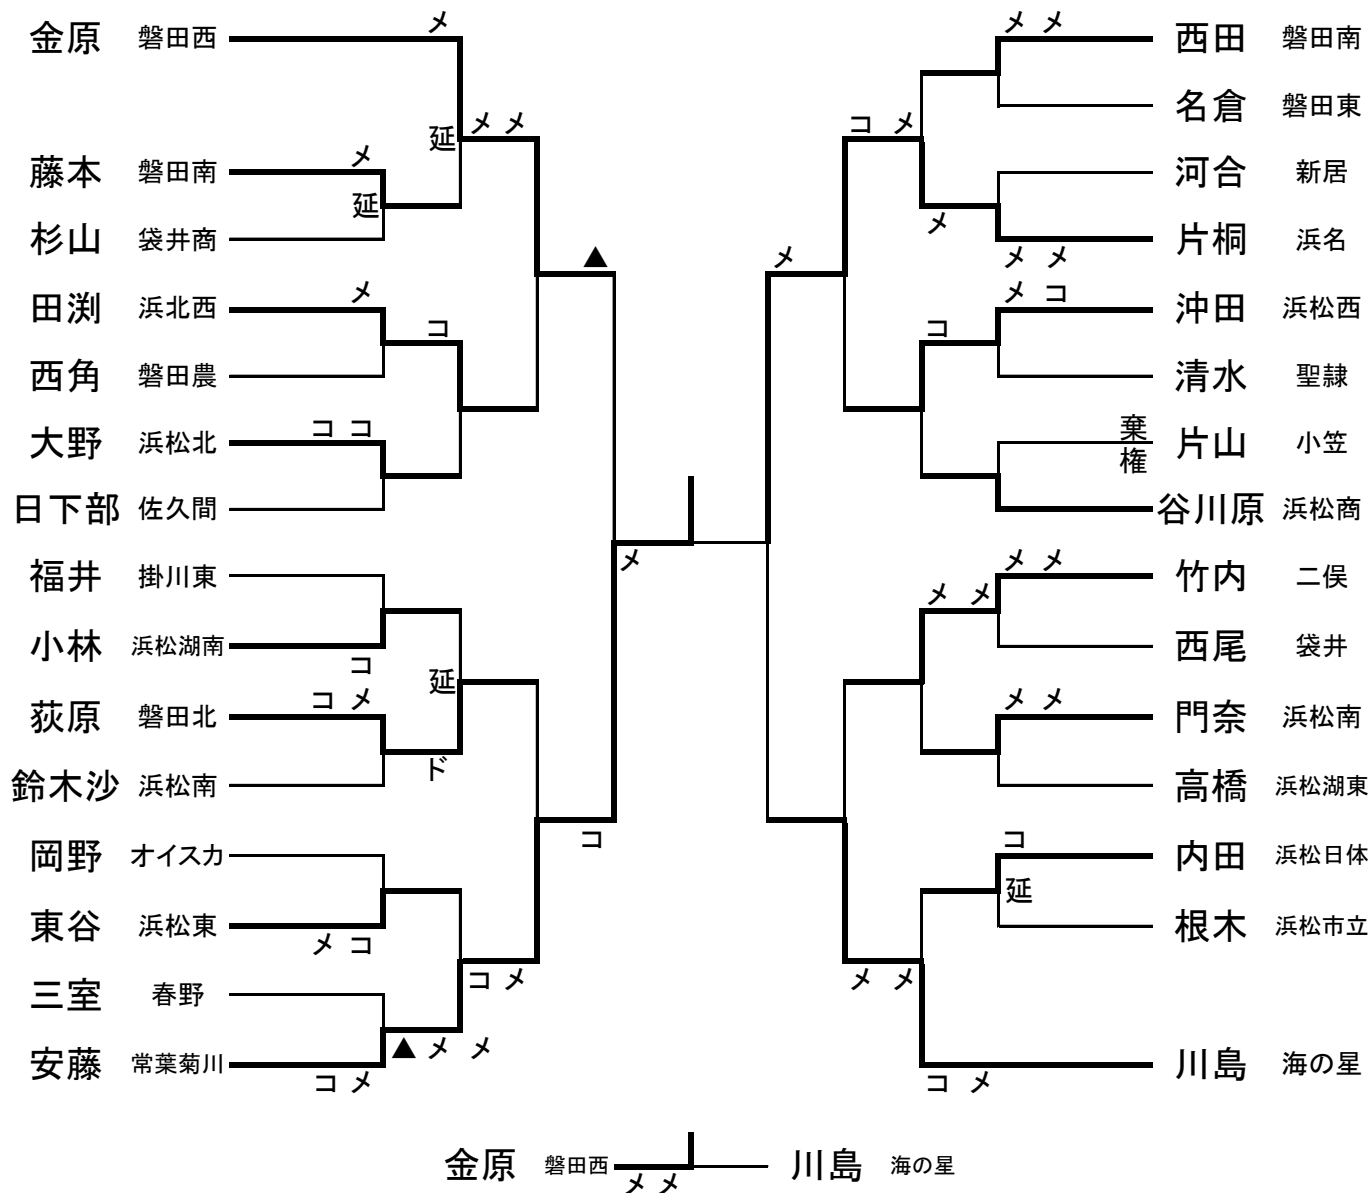 メ
金原 磐田西
メ メ
延
メ
藤本 磐田南
延
杉山 袋井商
▲
メ
田渕 浜北西
コ
西角 磐田農
コ コ
大野 浜松北
日下部 佐久間
福井 掛川東
メ
小林 浜松湖南
コ
延
コ メ
荻原 磐田北
ド
鈴木沙 浜松南
コ
岡野 オイスカ
東谷 浜松東
メ コ
コ メ
三室 春野
▲ メ メ
安藤 常葉菊川
コ メ
メ メ
西田 磐田南
名倉 磐田東
コ メ
河合 新居
メ
片桐 浜名
メ メ
メ
メ コ
沖田 浜松西
コ
清水 聖隷
棄権
片山 小笠
谷川原 浜松商
メ メ
竹内 二俣
メ メ
西尾 袋井
メ メ
門奈 浜松南
高橋 浜松湖東
コ
内田 浜松日体
延
根木 浜松市立
メ メ
川島 海の星
コ メ
金原 磐田西 川島 海の星
メ メ